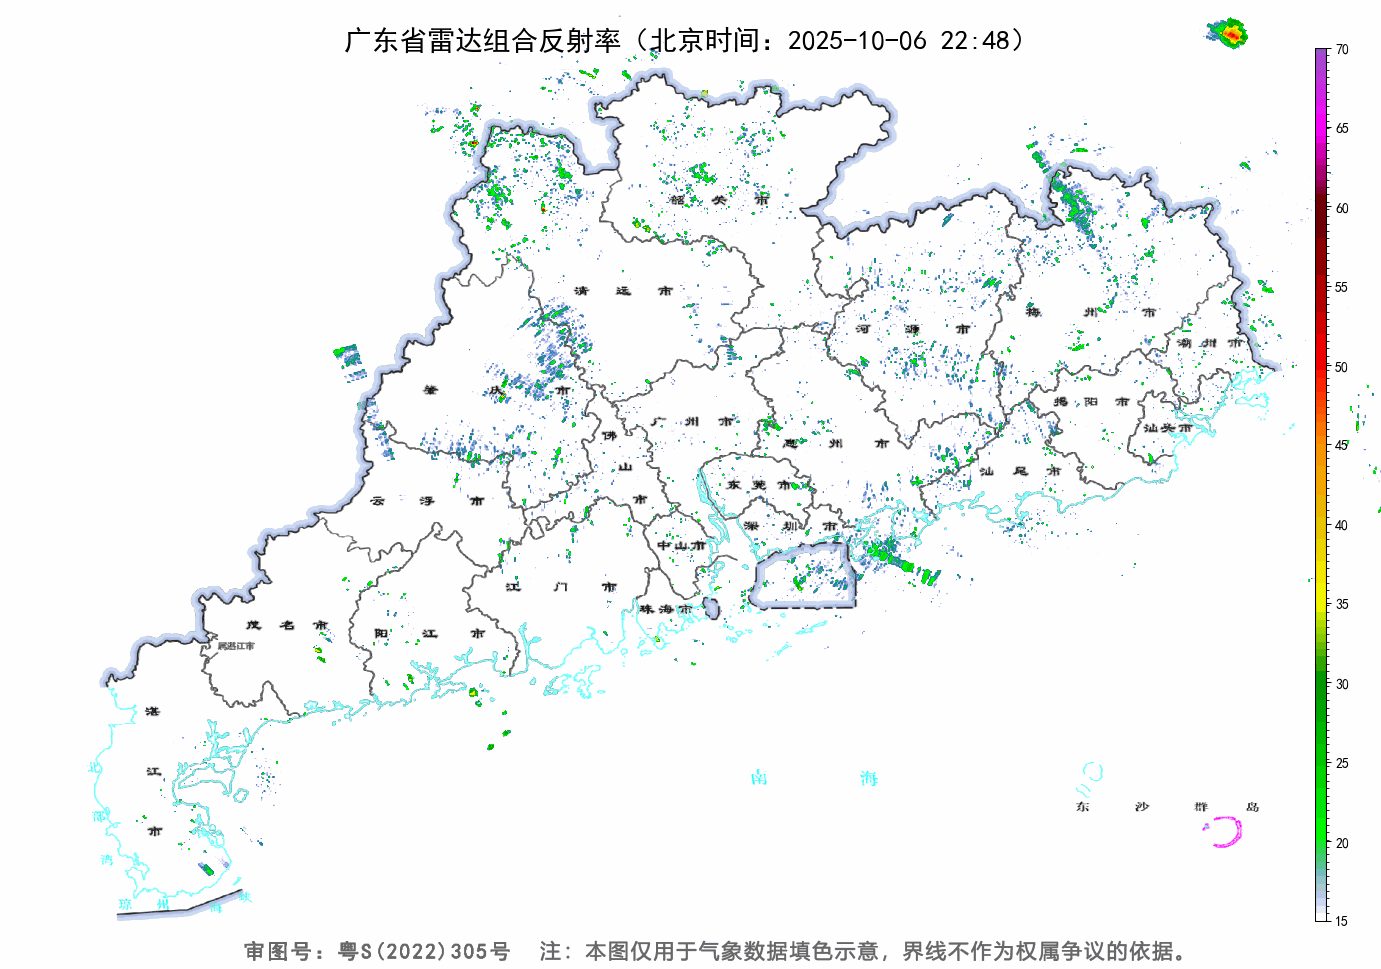 广东省雷达组合反射率（北京时间：2025-10-06 22:48）
70
65
60
55
50
45
40
35
30
25
20
15
韶关市
清远市
河源市
梅州市
潮州市
肇庆市
广州市
惠州市
揭阳市
汕头市
佛山市
云浮市
东莞市
汕尾市
深圳市
中山市
江门市
珠海市
茂名市
阳江市
属湛江市
湛江市
北部湾
南海
东沙群岛
琼州海峡
审图号：粤S(2022)305号 注：本图仅用于气象数据填色示意，界线不作为权属争议的依据。